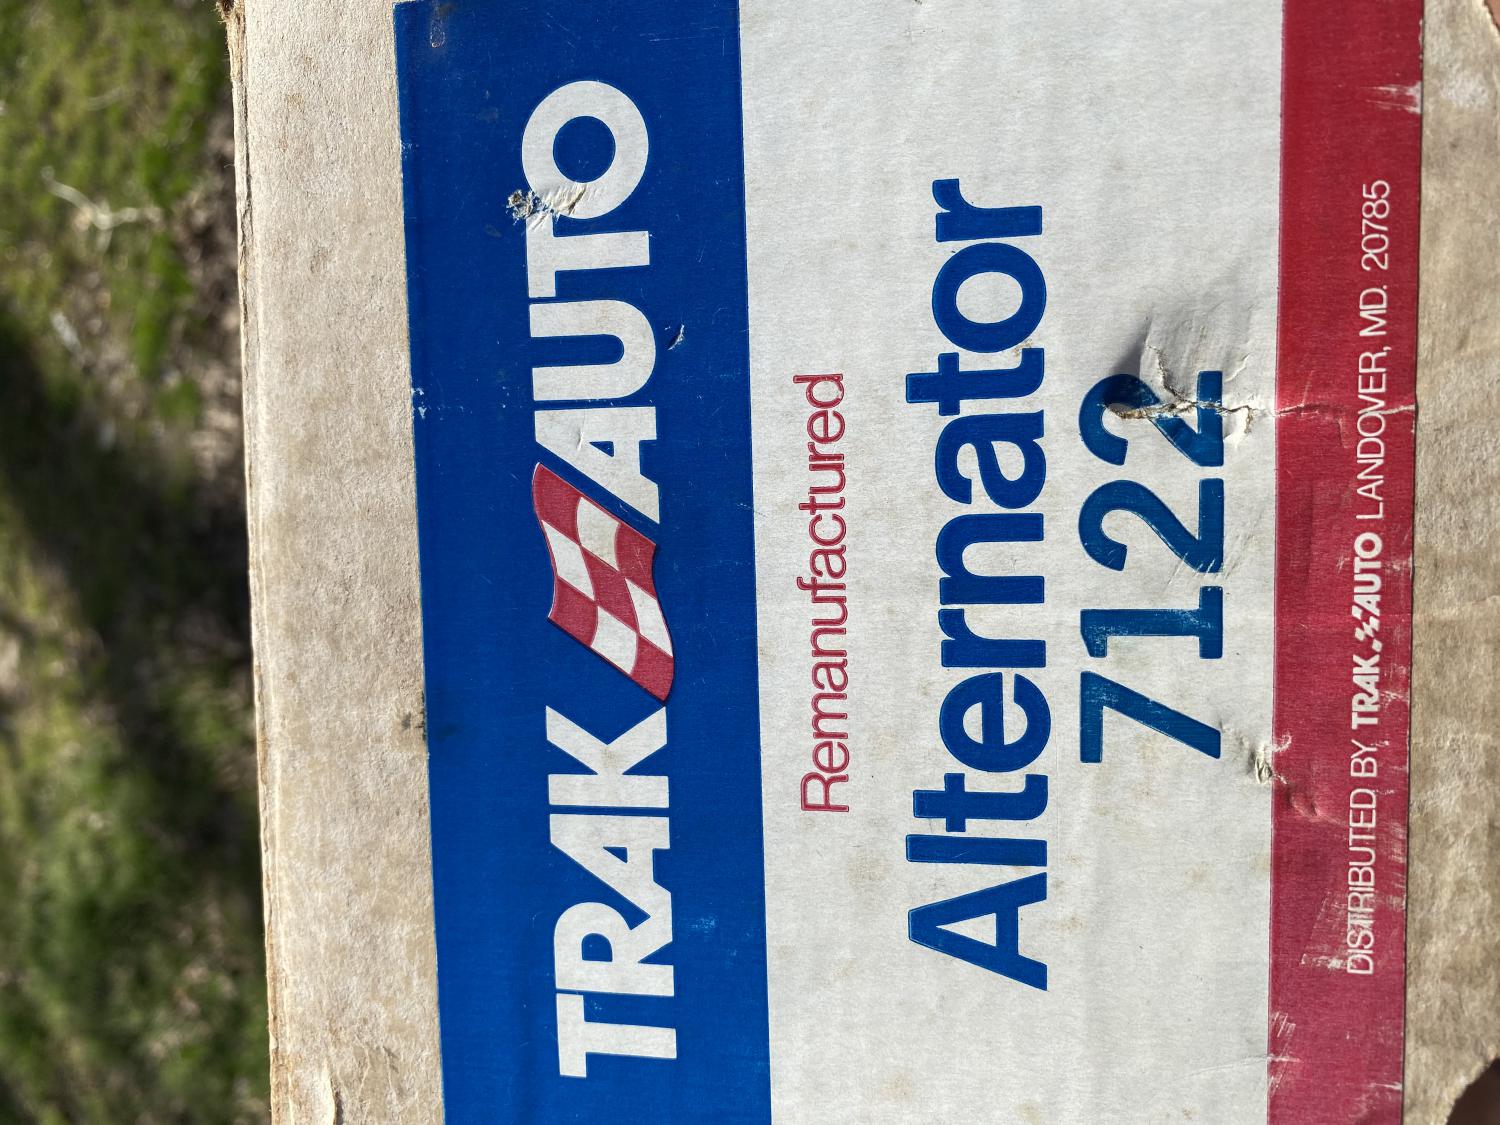 TRAK AUTO
Remanufactured
Alternator
7122
DISTRIBUTED BY TRAK AUTO LANDOVER, MD. 20785